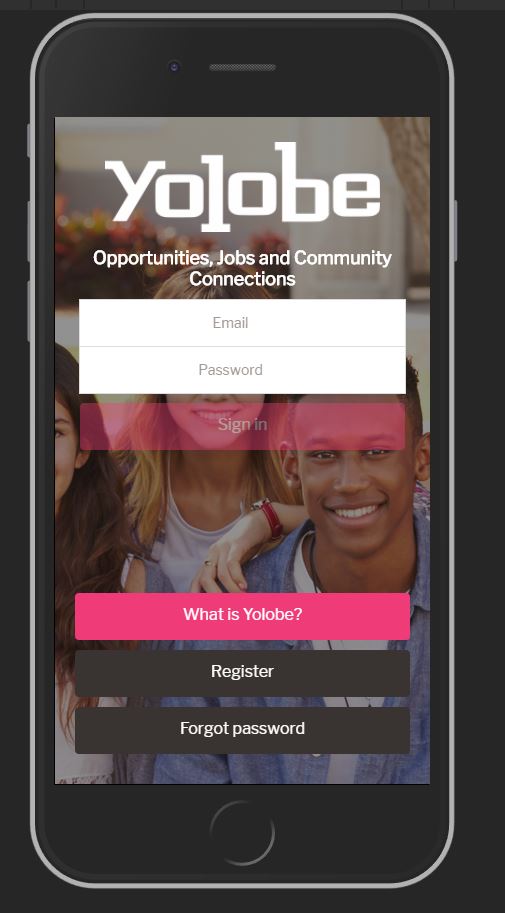 Yolobe
Opportunities, Jobs and Community
Connections
Email
Password
Sign in
What is Yolobe?
Register
Forgot password